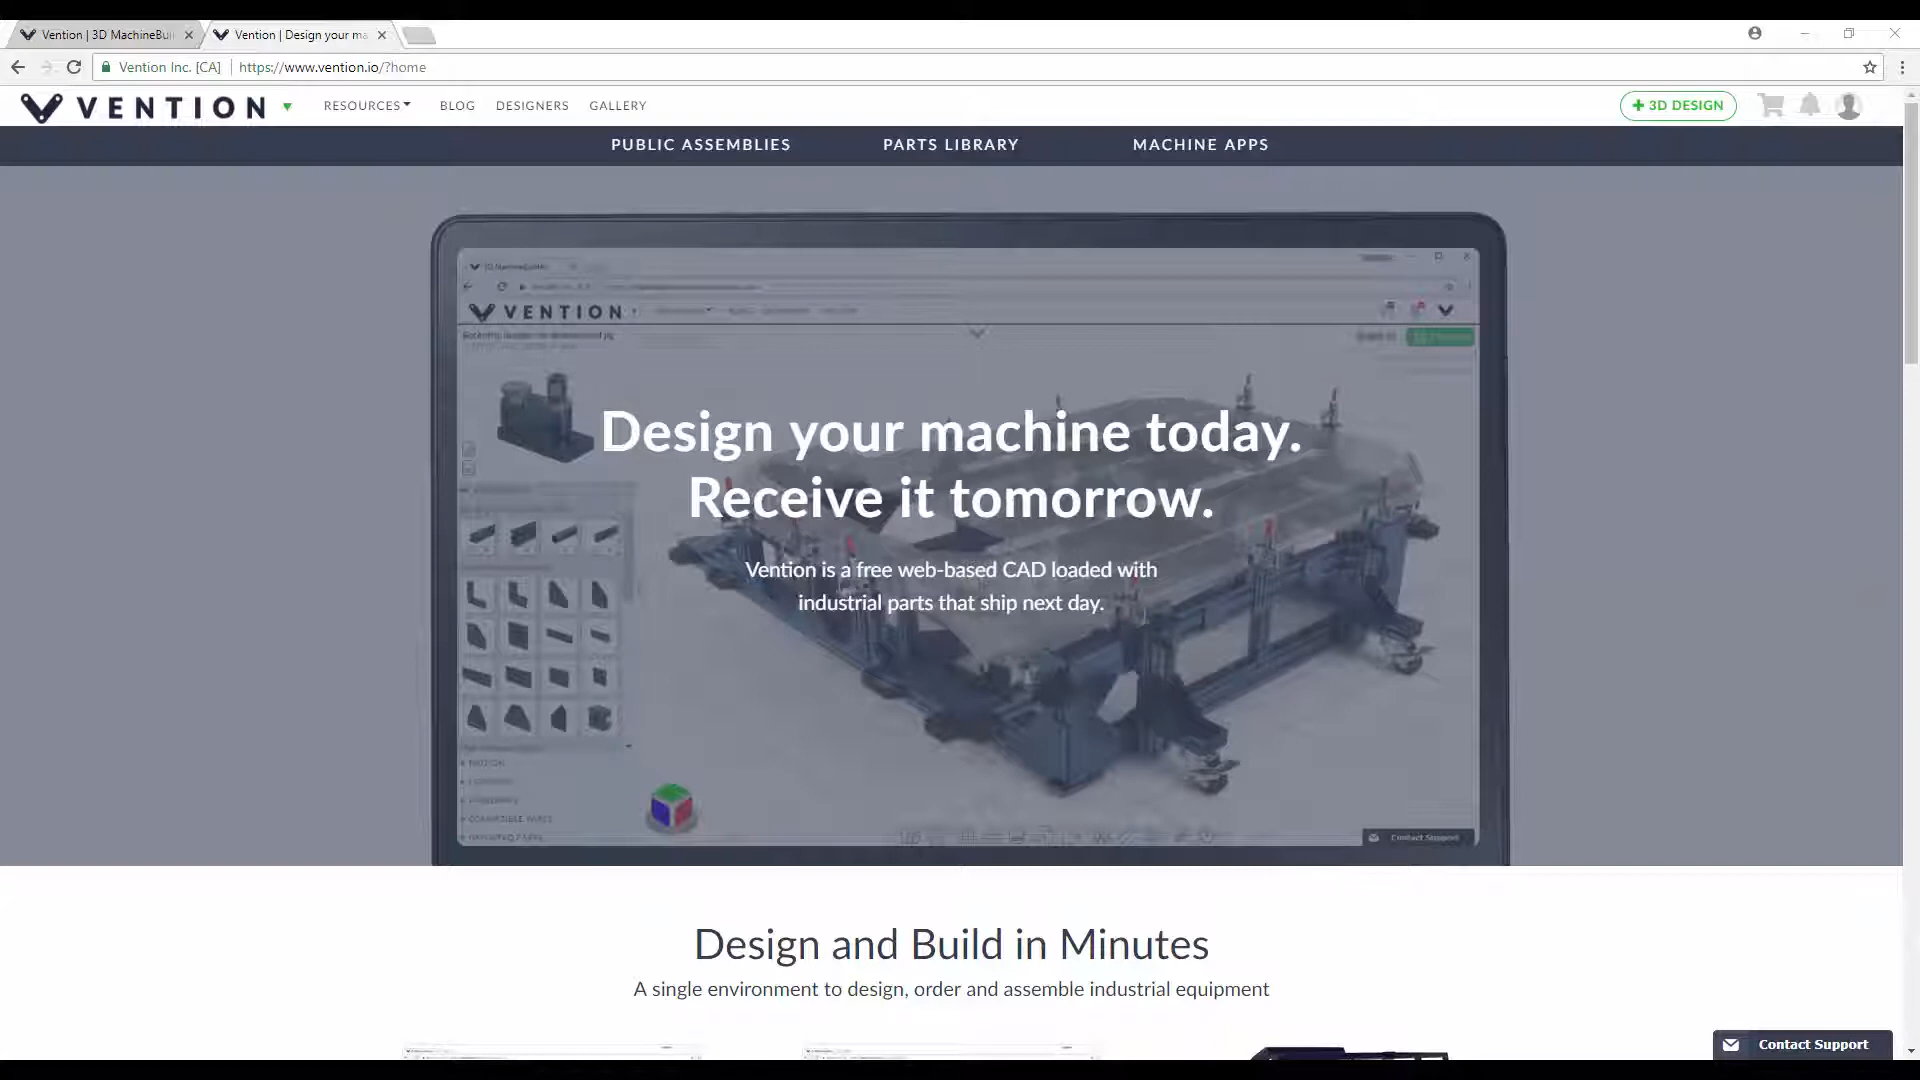 Vention | 3D MachineBui
Vention | Design your ma
Vention Inc. [CA]
https://www.vention.io/?home
VENTION
RESOURCES
BLOG
DESIGNERS
GALLERY
+ 3D DESIGN
PUBLIC ASSEMBLIES
PARTS LIBRARY
MACHINE APPS
VENTION
Design your machine today.
Receive it tomorrow.
Vention is a free web-based CAD loaded with
industrial parts that ship next day.
Contact Support
Design and Build in Minutes
A single environment to design, order and assemble industrial equipment
Contact Support